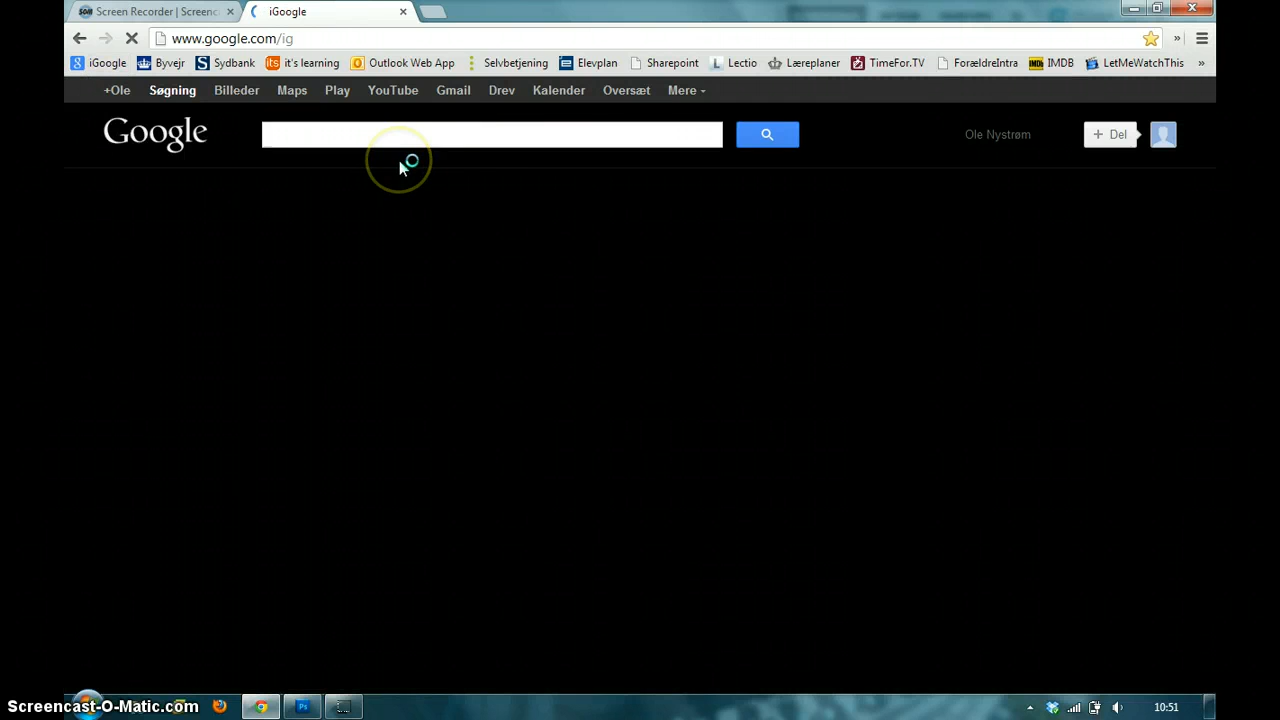 SOM Screen Recorder | Screenc
iGoogle
www.google.com/ig
iGoogle Byvejr Sydbank it's learning Outlook Web App Selvbetjening Elevplan Sharepoint Lectio Læreplaner TimeFor.TV ForældreIntra IMDB LetMeWatchThis »
+Ole Søgning Billeder Maps Play YouTube Gmail Drev Kalender Oversæt Mere
Google
Ole Nystrøm
+ Del
Screencast-O-Matic.com
Ps
10:51